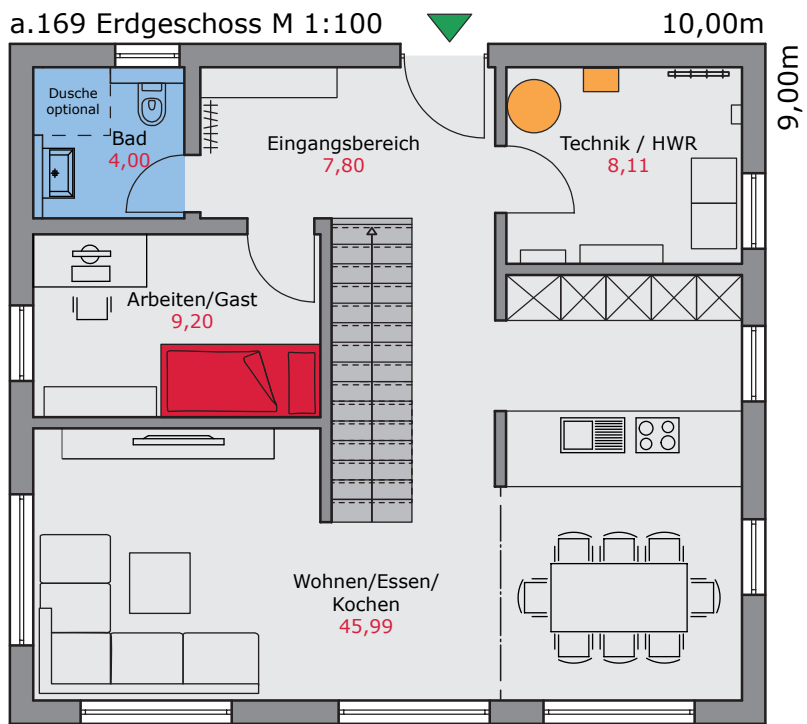 a.169 Erdgeschoss M 1:100
10,00m
9,00m
Dusche
optional
Bad
4,00
Eingangsbereich
7,80
Technik / HWR
8,11
Arbeiten/Gast
9,20
Wohnen/Essen/
Kochen
45,99